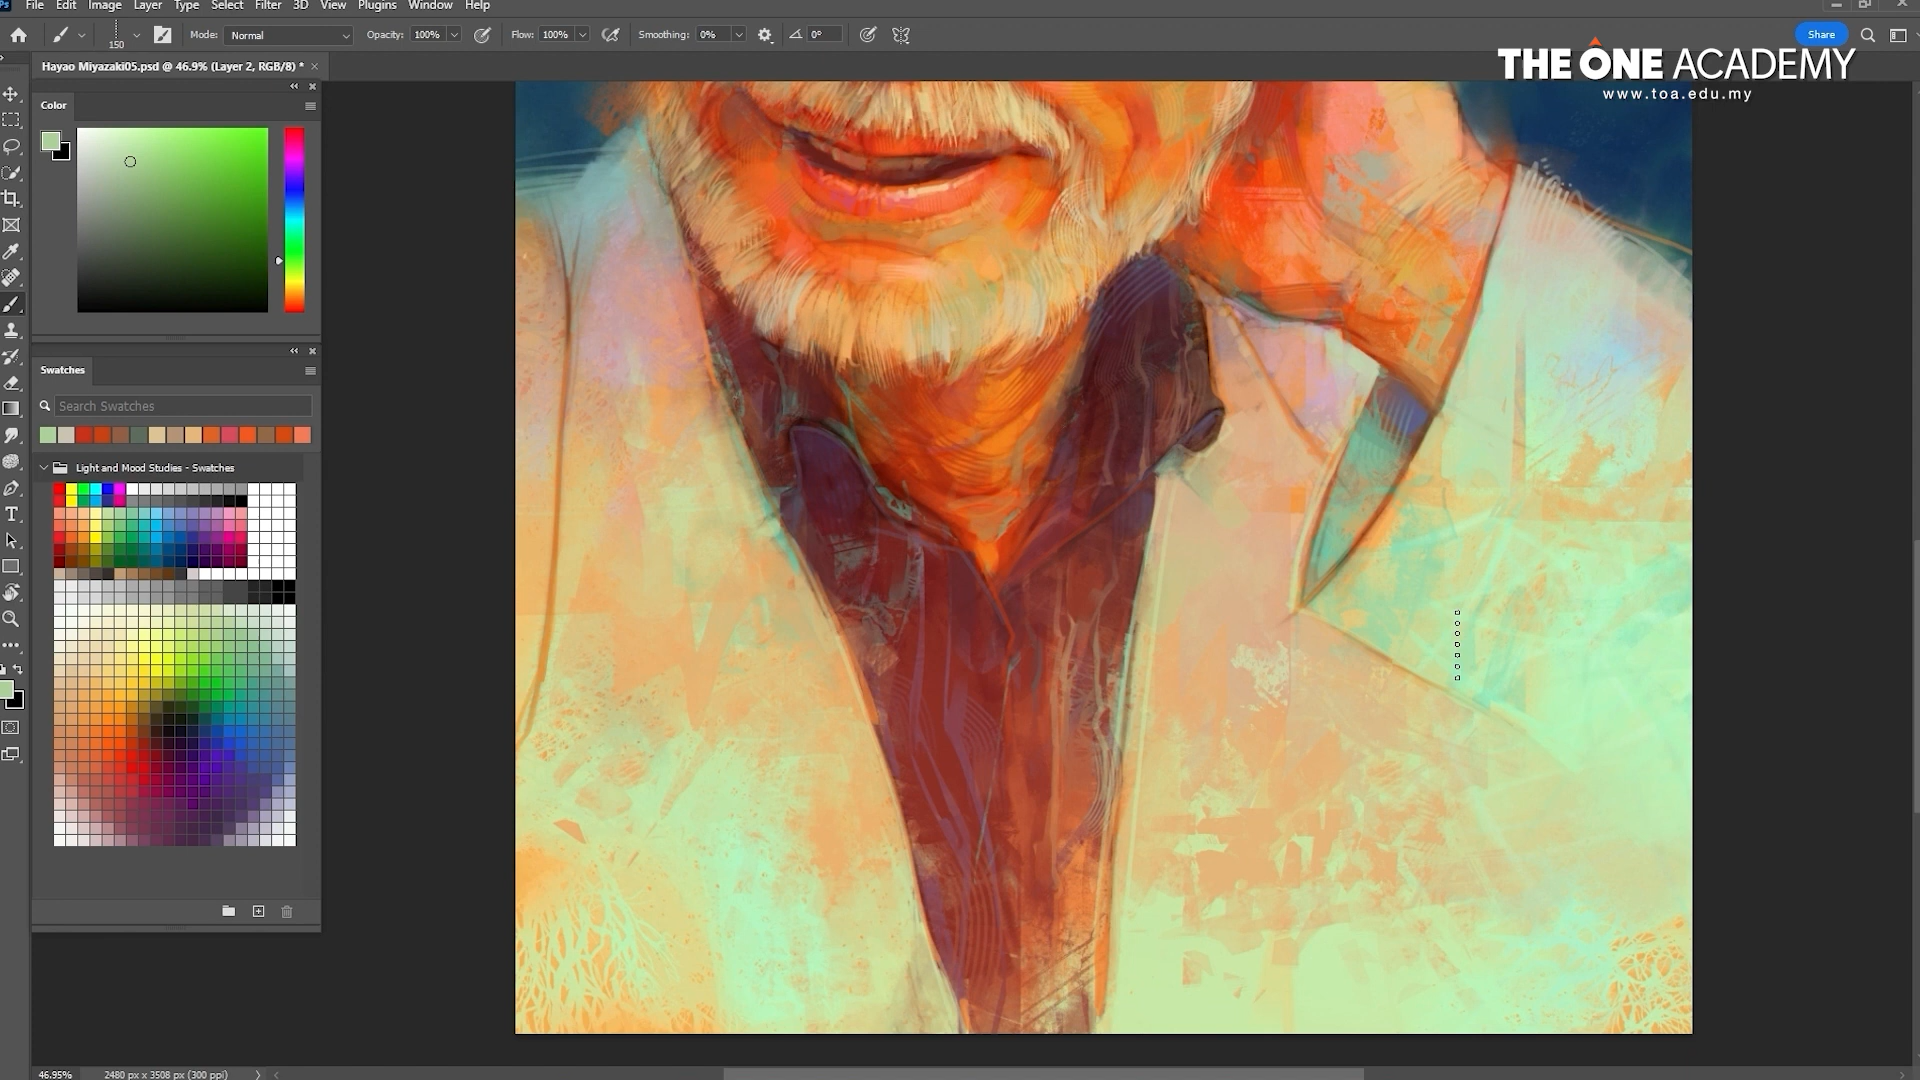 Ps File Edit Image Layer Type Select Filter 3D View Plugins Window Help
150 Mode: Normal Opacity: 100% Flow: 100% Smoothing: 0% 0° Share
THE ONE ACADEMY
www.toa.edu.my
Hayao Miyazaki05.psd @ 46.9% (Layer 2, RGB/8) *
Color
Swatches
Search Swatches
Light and Mood Studies - Swatches
T
46.95% 2480 px x 3508 px (300 ppi)